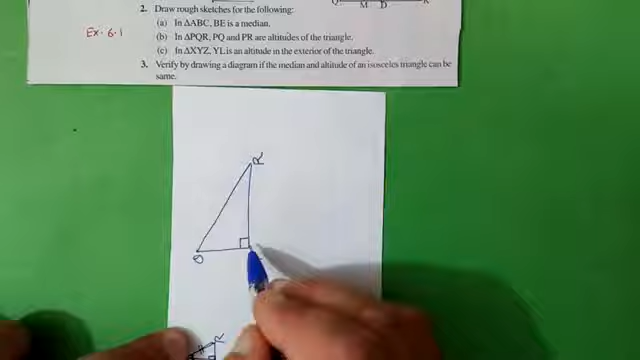 Q M D R
2. Draw rough sketches for the following:
Ex. 6.1
(a) In ΔABC, BE is a median.
(b) In ΔPQR, PQ and PR are altitudes of the triangle.
(c) In ΔXYZ, YL is an altitude in the exterior of the triangle.
3. Verify by drawing a diagram if the median and altitude of an isosceles triangle can be
same.
R
Q